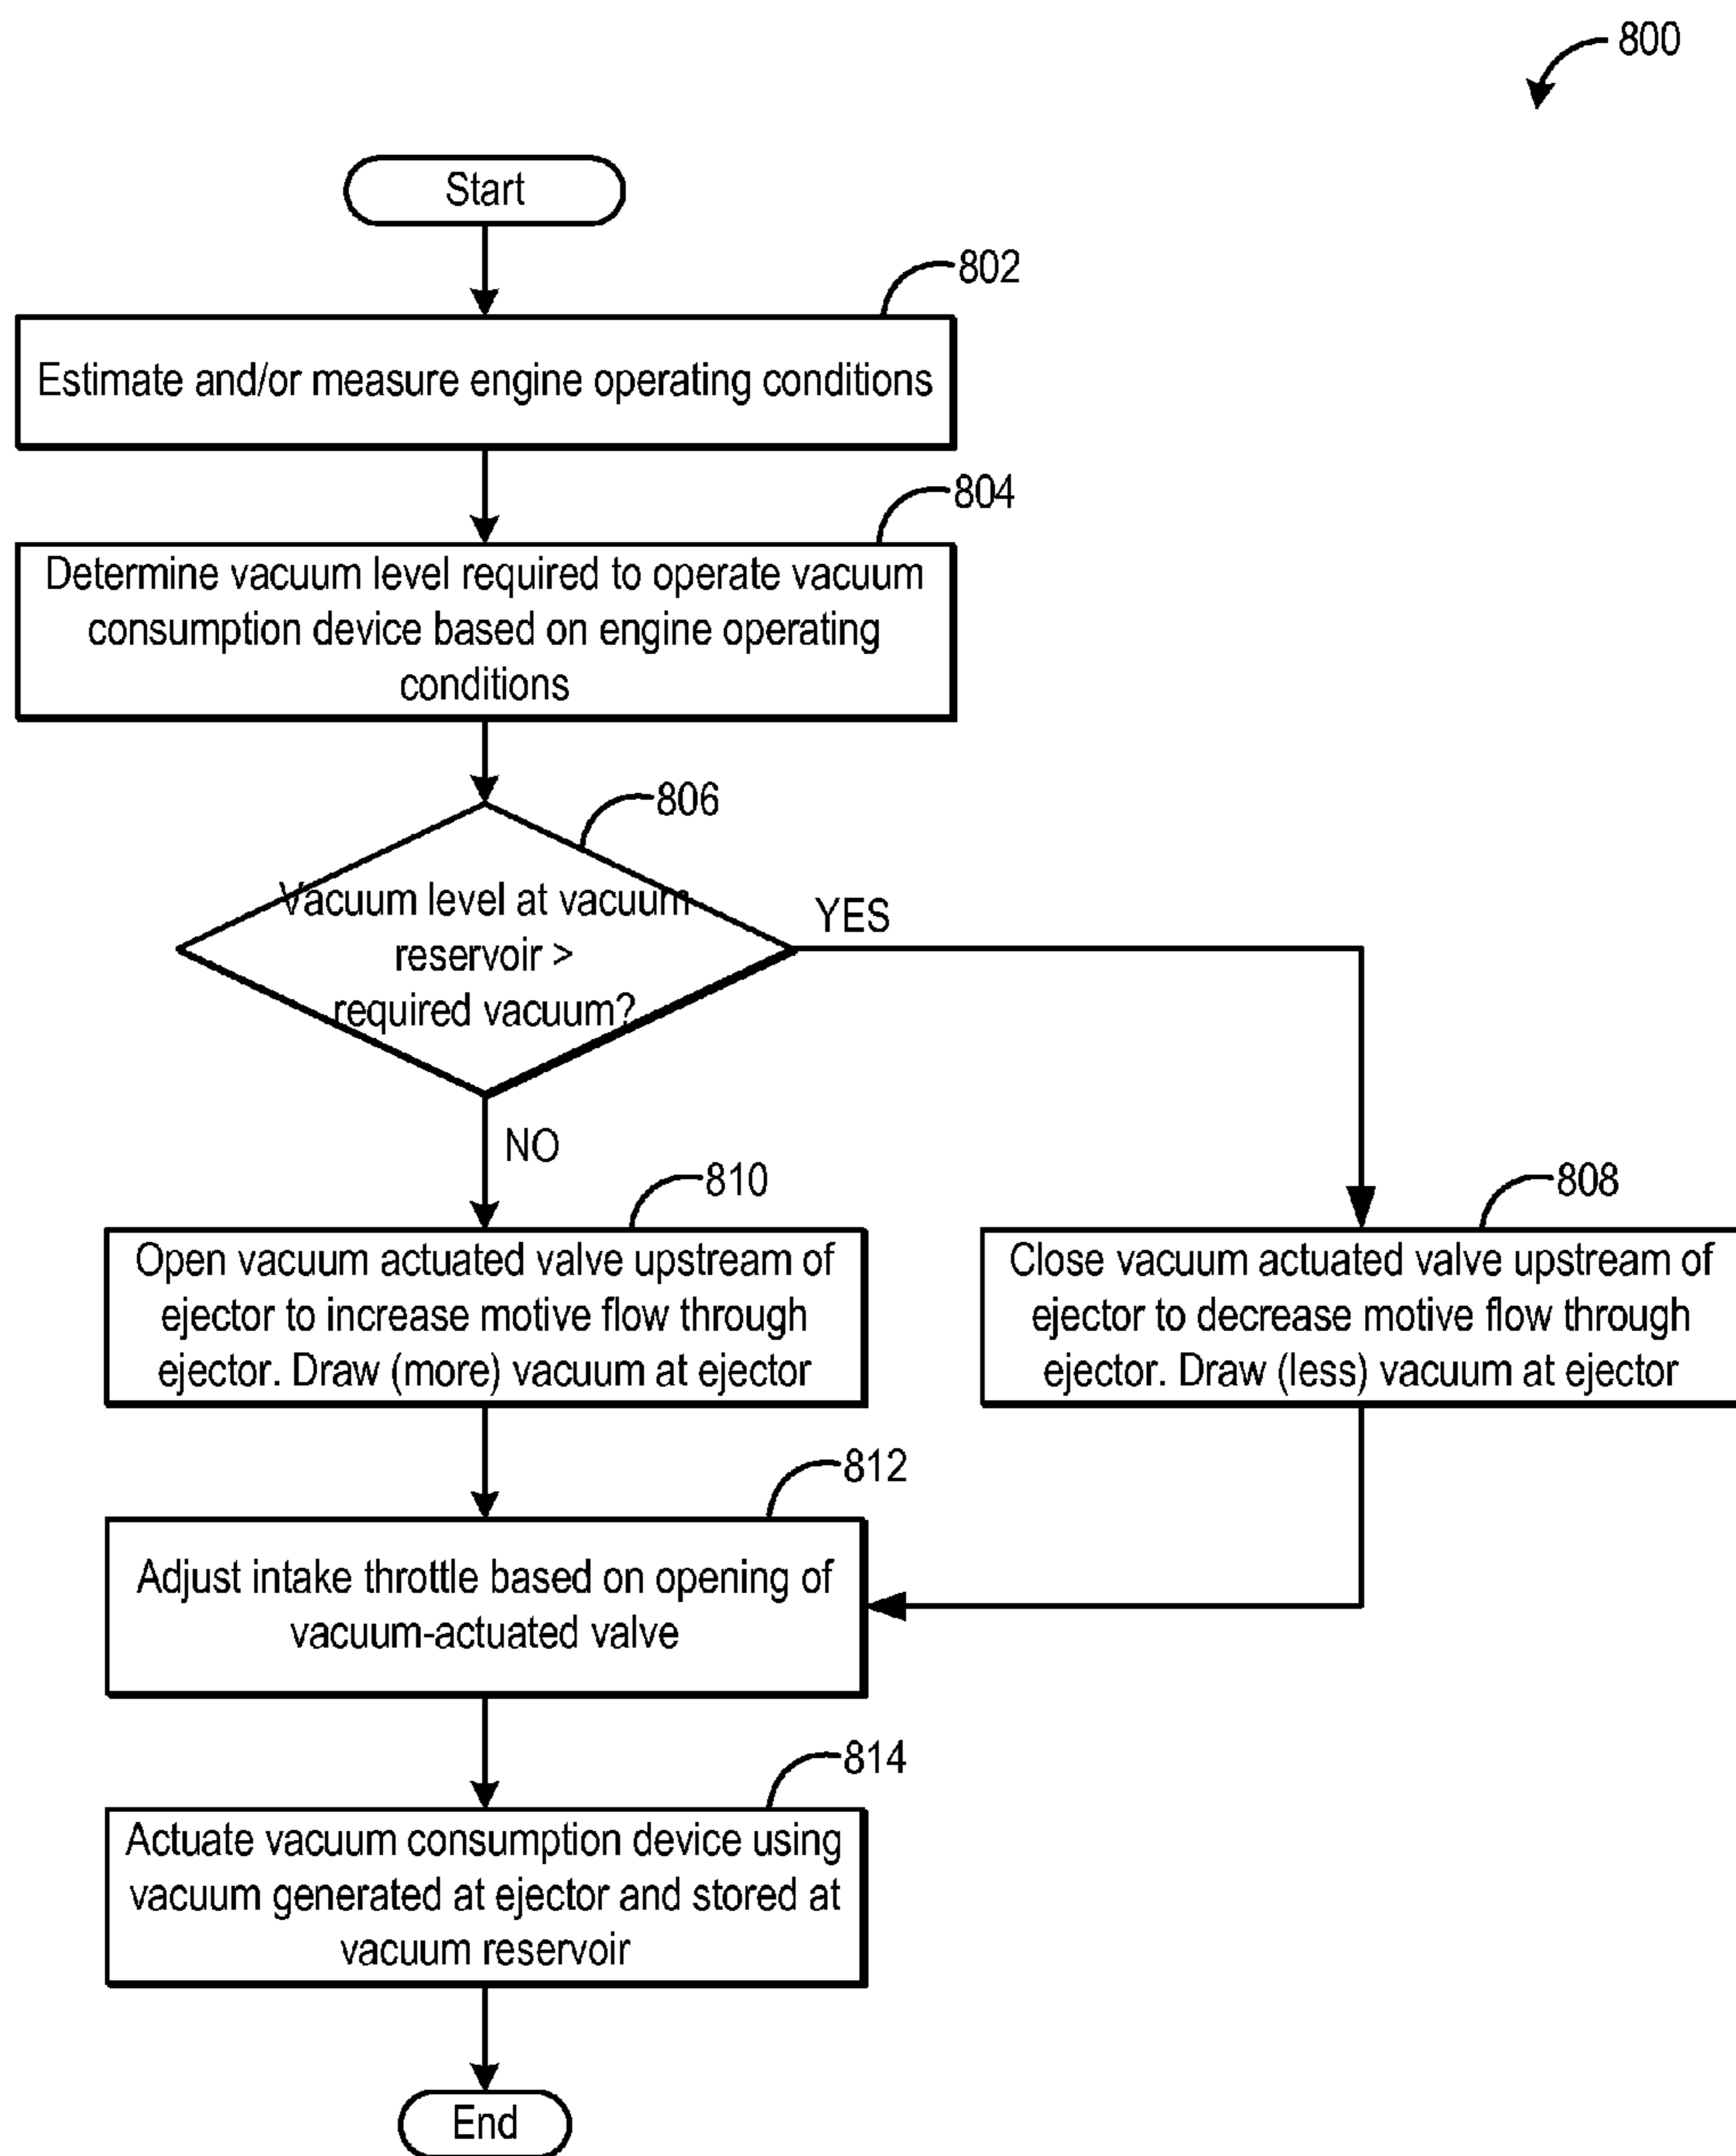 800
Start
802
Estimate and/or measure engine operating conditions
804
Determine vacuum level required to operate vacuum
consumption device based on engine operating
conditions
806
Vacuum level at vacuum
reservoir >
required vacuum?
YES
NO
810
Open vacuum actuated valve upstream of
ejector to increase motive flow through
ejector. Draw (more) vacuum at ejector
808
Close vacuum actuated valve upstream of
ejector to decrease motive flow through
ejector. Draw (less) vacuum at ejector
812
Adjust intake throttle based on opening of
vacuum-actuated valve
814
Actuate vacuum consumption device using
vacuum generated at ejector and stored at
vacuum reservoir
End